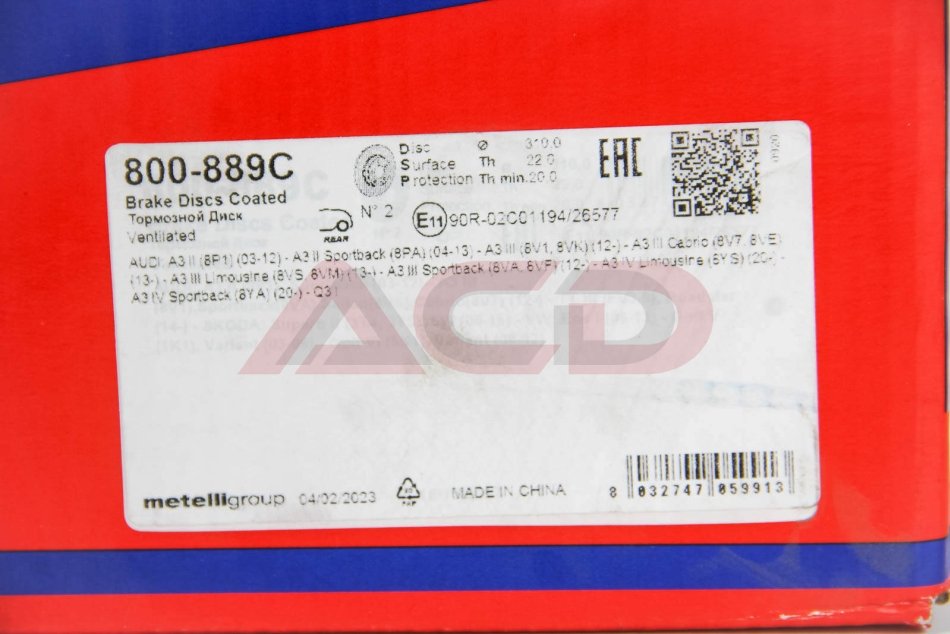 800-889C
Brake Discs Coated
Тормозной Диск
Ventilated
Disc Ø 310.0
Surface Th 22.0
Protection Th min. 20.0
REAR
N° 2
E11 90R-02C01194/26577
EAC
0920
AUDI: A3 II (8P1) (03-12) - A3 II Sportback (8PA) (04-13) - A3 III (8V1, 8VK) (12-) - A3 III Cabrio (8V7, 8VE)
(13-) - A3 III Limousine (8VS, 8VM) (13-) - A3 III Sportback (8VA, 8VF) (12-) - A3 IV Limousine (8YS) (20-) -
A3 IV Sportback (8YA) (20-) - Q3
ACD
metelligroup 04/02/2023
PAP
MADE IN CHINA
8 032747 059913